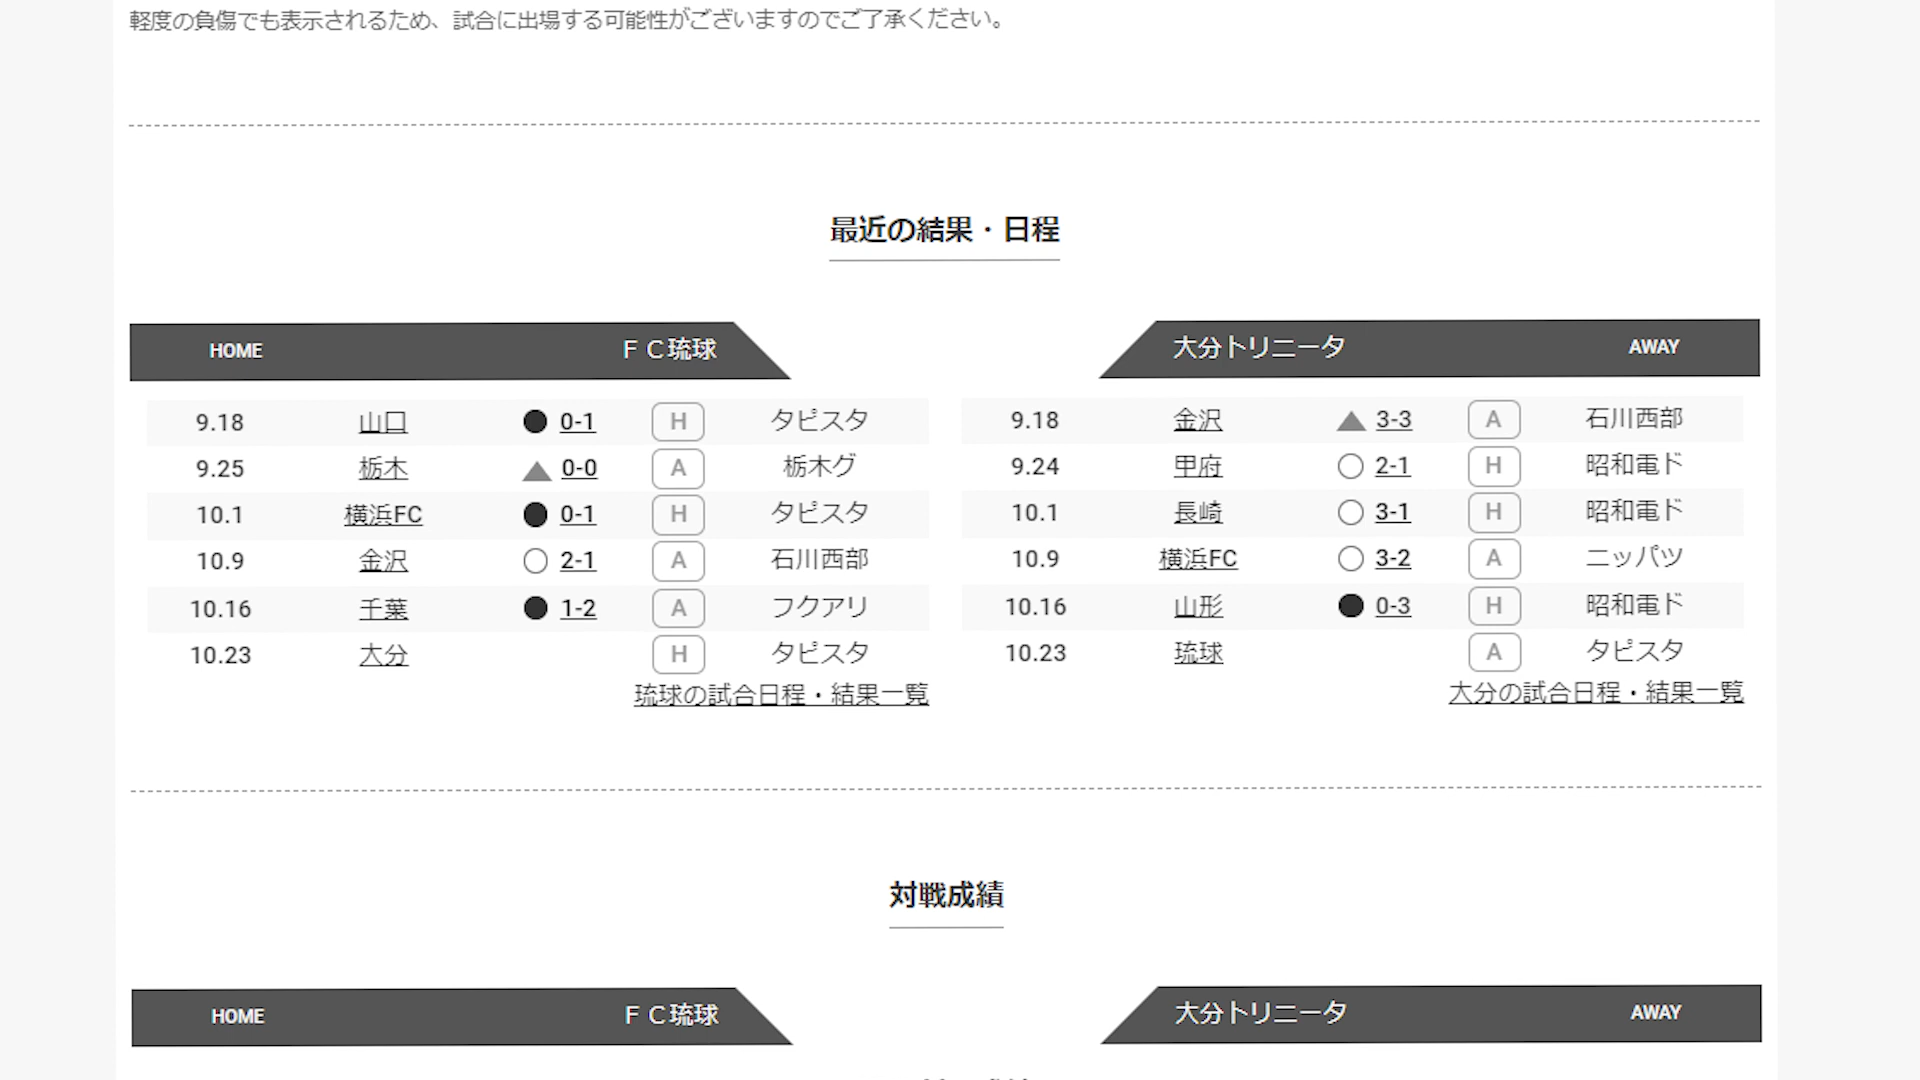 軽度の負傷でも表示されるため、試合に出場する可能性がございますのでご了承ください。
最近の結果・日程
HOME ＦＣ琉球
9.18 山口 ● 0-1 H タピスタ
9.25 栃木 ▲ 0-0 A 栃木グ
10.1 横浜FC ● 0-1 H タピスタ
10.9 金沢 ○ 2-1 A 石川西部
10.16 千葉 ● 1-2 A フクアリ
10.23 大分 H タピスタ
琉球の試合日程・結果一覧
大分トリニータ AWAY
9.18 金沢 ▲ 3-3 A 石川西部
9.24 甲府 ○ 2-1 H 昭和電ド
10.1 長崎 ○ 3-1 H 昭和電ド
10.9 横浜FC ○ 3-2 A ニッパツ
10.16 山形 ● 0-3 H 昭和電ド
10.23 琉球 A タピスタ
大分の試合日程・結果一覧
対戦成績
HOME ＦＣ琉球
大分トリニータ AWAY